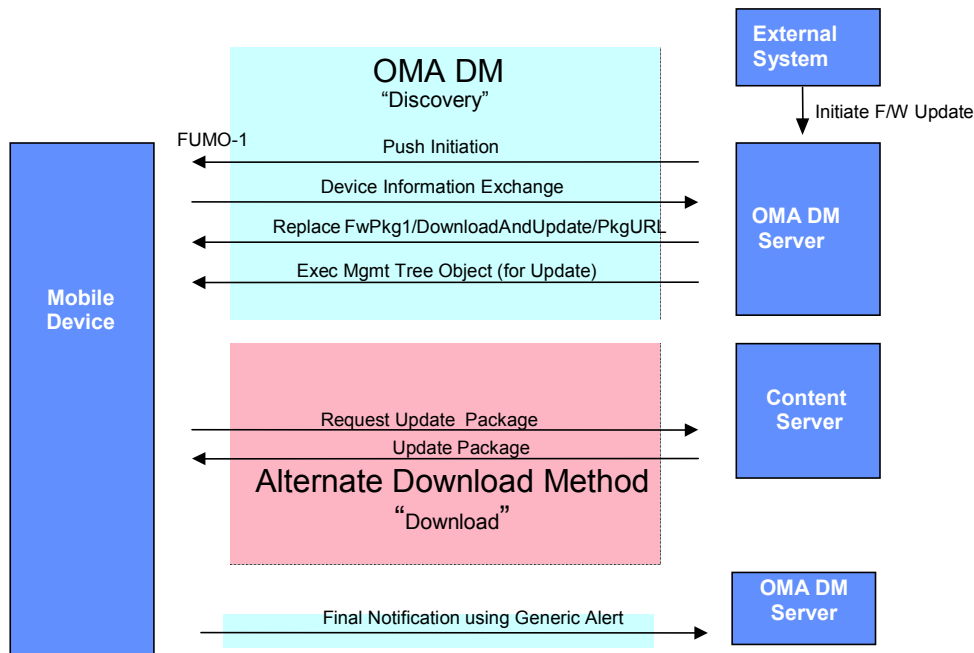 External
System
OMA DM
“Discovery”
Initiate F/W Update
FUMO-1
Push Initiation
Device Information Exchange
Replace FwPkg1/DownloadAndUpdate/PkgURL
OMA DM
Server
Exec Mgmt Tree Object (for Update)
Mobile
Device
Content
Server
Request Update Package
Update Package
Alternate Download Method
“Download”
OMA DM
Server
Final Notification using Generic Alert